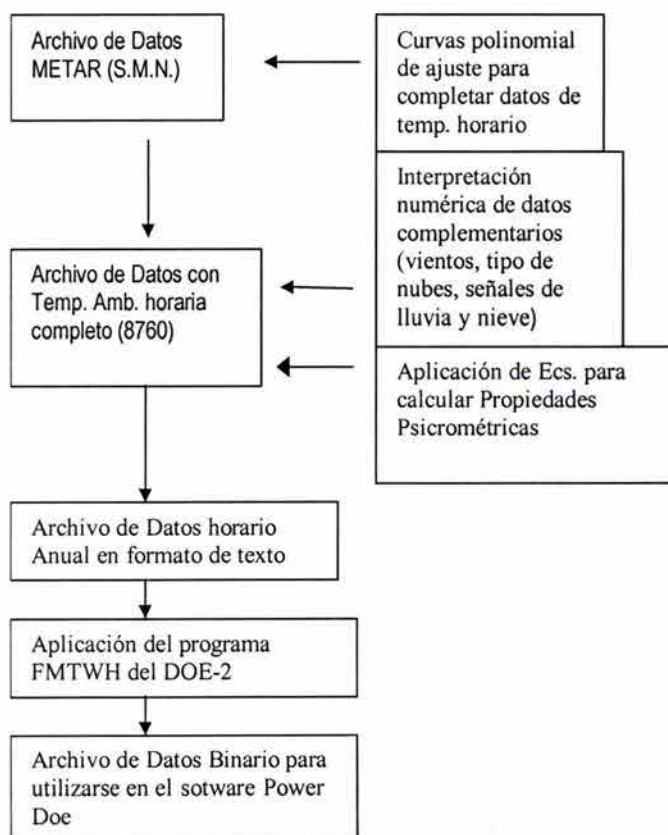 Archivo de Datos
METAR (S.M.N.)
Curvas polinomial
de ajuste para
completar datos de
temp. horario
Interpretación
numérica de datos
complementarios
(vientos, tipo de
nubes, señales de
lluvia y nieve)
Archivo de Datos con
Temp. Amb. horaria
completo (8760)
Aplicación de Ecs. para
calcular Propiedades
Psicrométricas
Archivo de Datos horario
Anual en formato de texto
Aplicación del programa
FMTWH del DOE-2
Archivo de Datos Binario para
utilizarse en el sotware Power
Doe